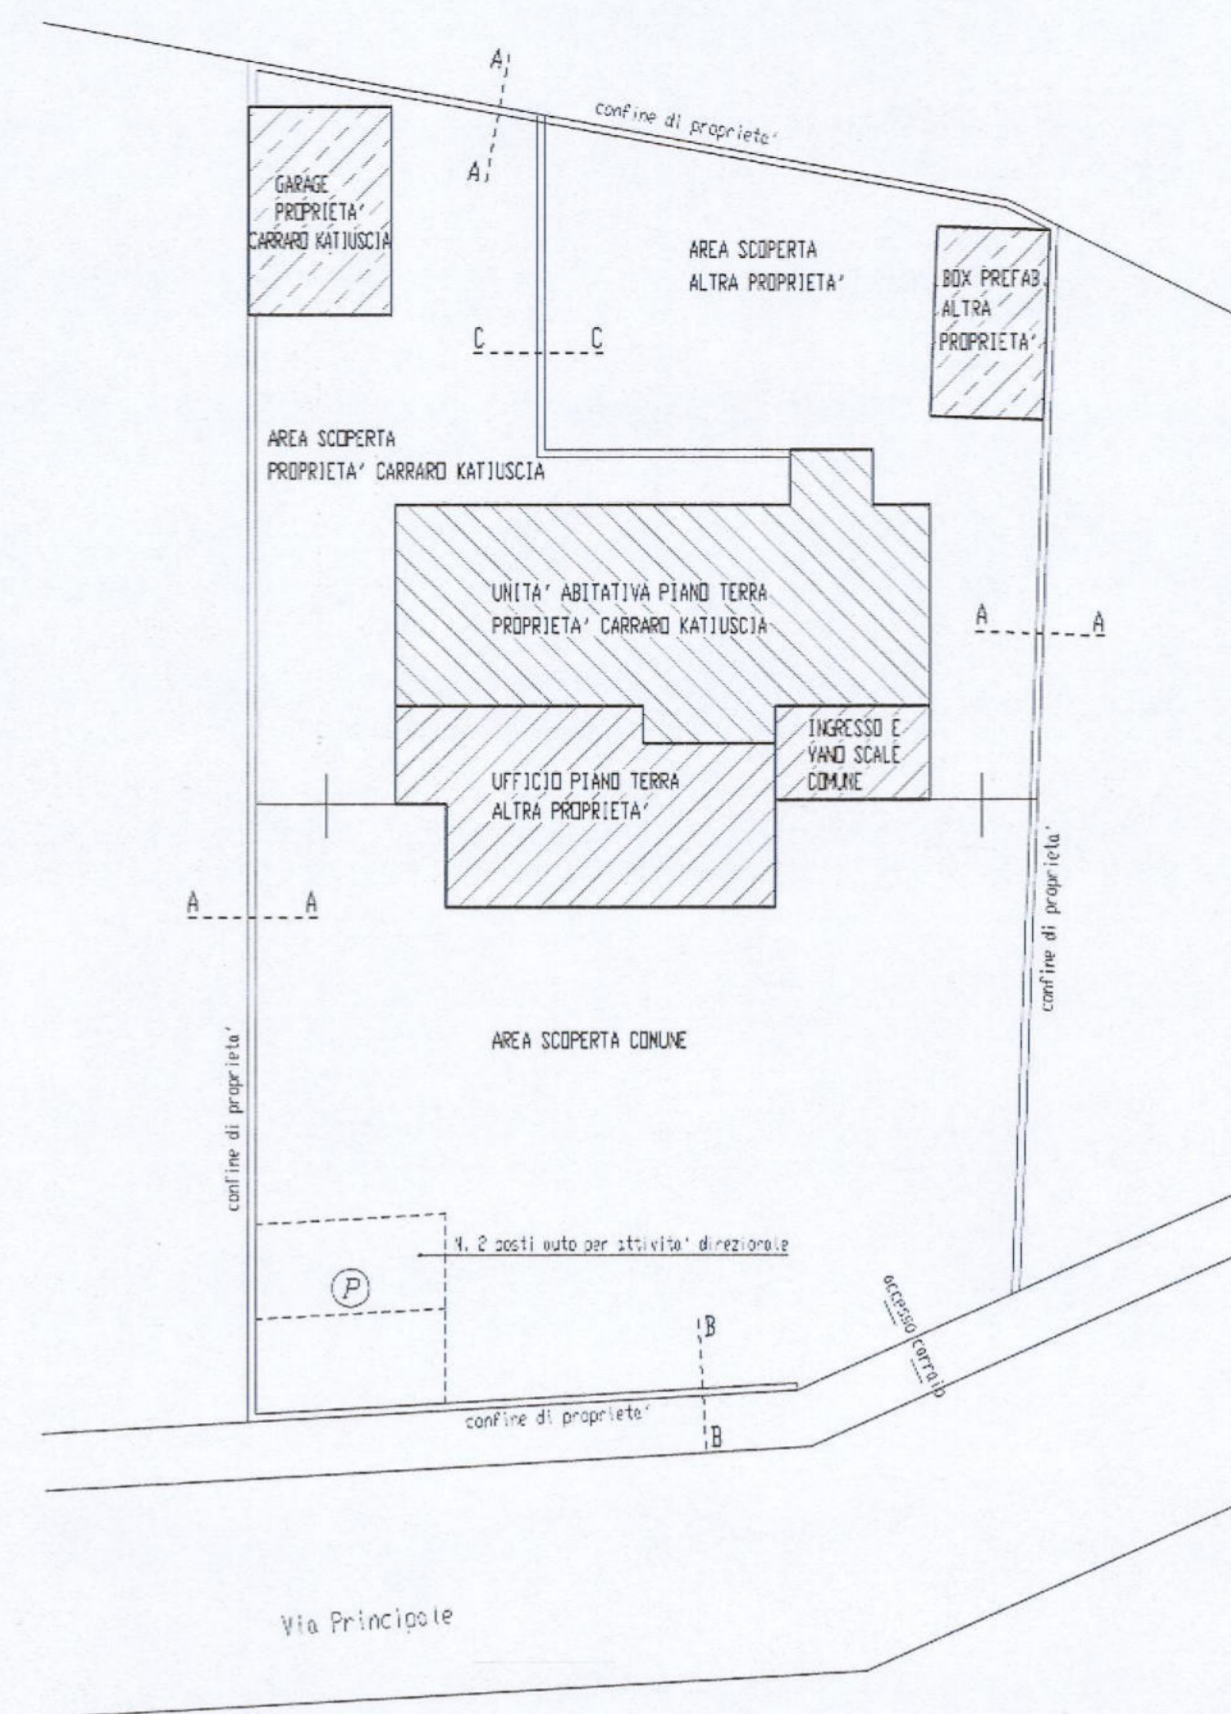 A
confine di proprieta'
A
GARAGE
PROPRIETA'
CARRARO KATIUSCIA
AREA SCOPERTA
ALTRA PROPRIETA'
BOX PREFAB.
ALTRA
PROPRIETA'
C C
AREA SCOPERTA
PROPRIETA' CARRARO KATIUSCIA
UNITA' ABITATIVA PIANO TERRA
PROPRIETA' CARRARO KATIUSCIA
A A
INGRESSO E
VANO SCALE
COMUNE
UFFICIO PIANO TERRA
ALTRA PROPRIETA'
A A
confine di proprieta'
AREA SCOPERTA COMUNE
confine di proprieta'
N. 2 posti auto per attivita' direzionale
P
accesso carraio
B
confine di proprieta'
B
Via Principale